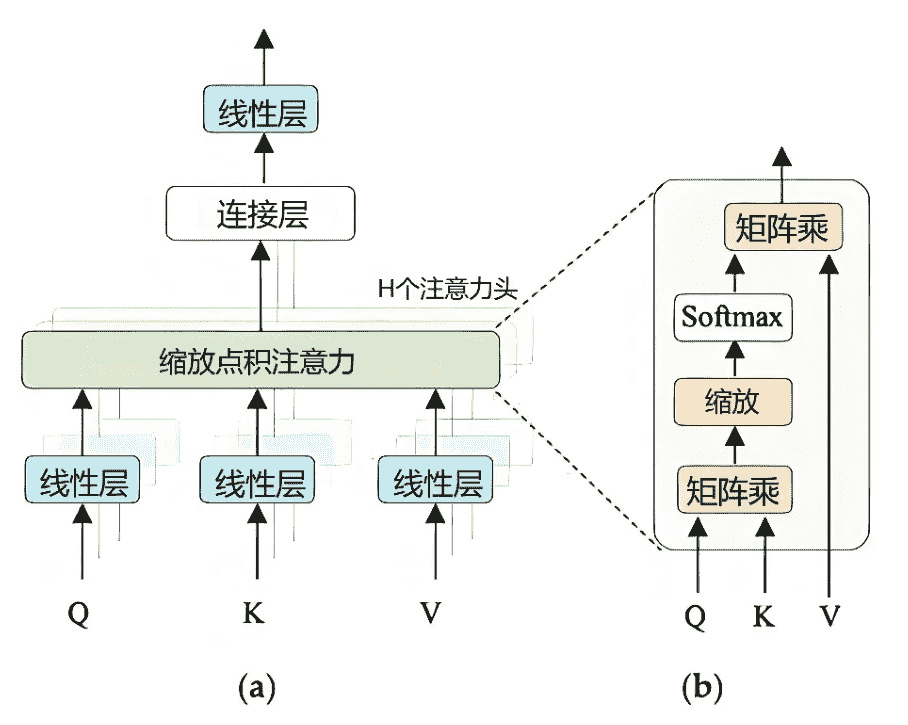 线性层
连接层
H个注意力头
缩放点积注意力
线性层 线性层 线性层
Q K V
(a)
矩阵乘
Softmax
缩放
矩阵乘
Q K V
(b)